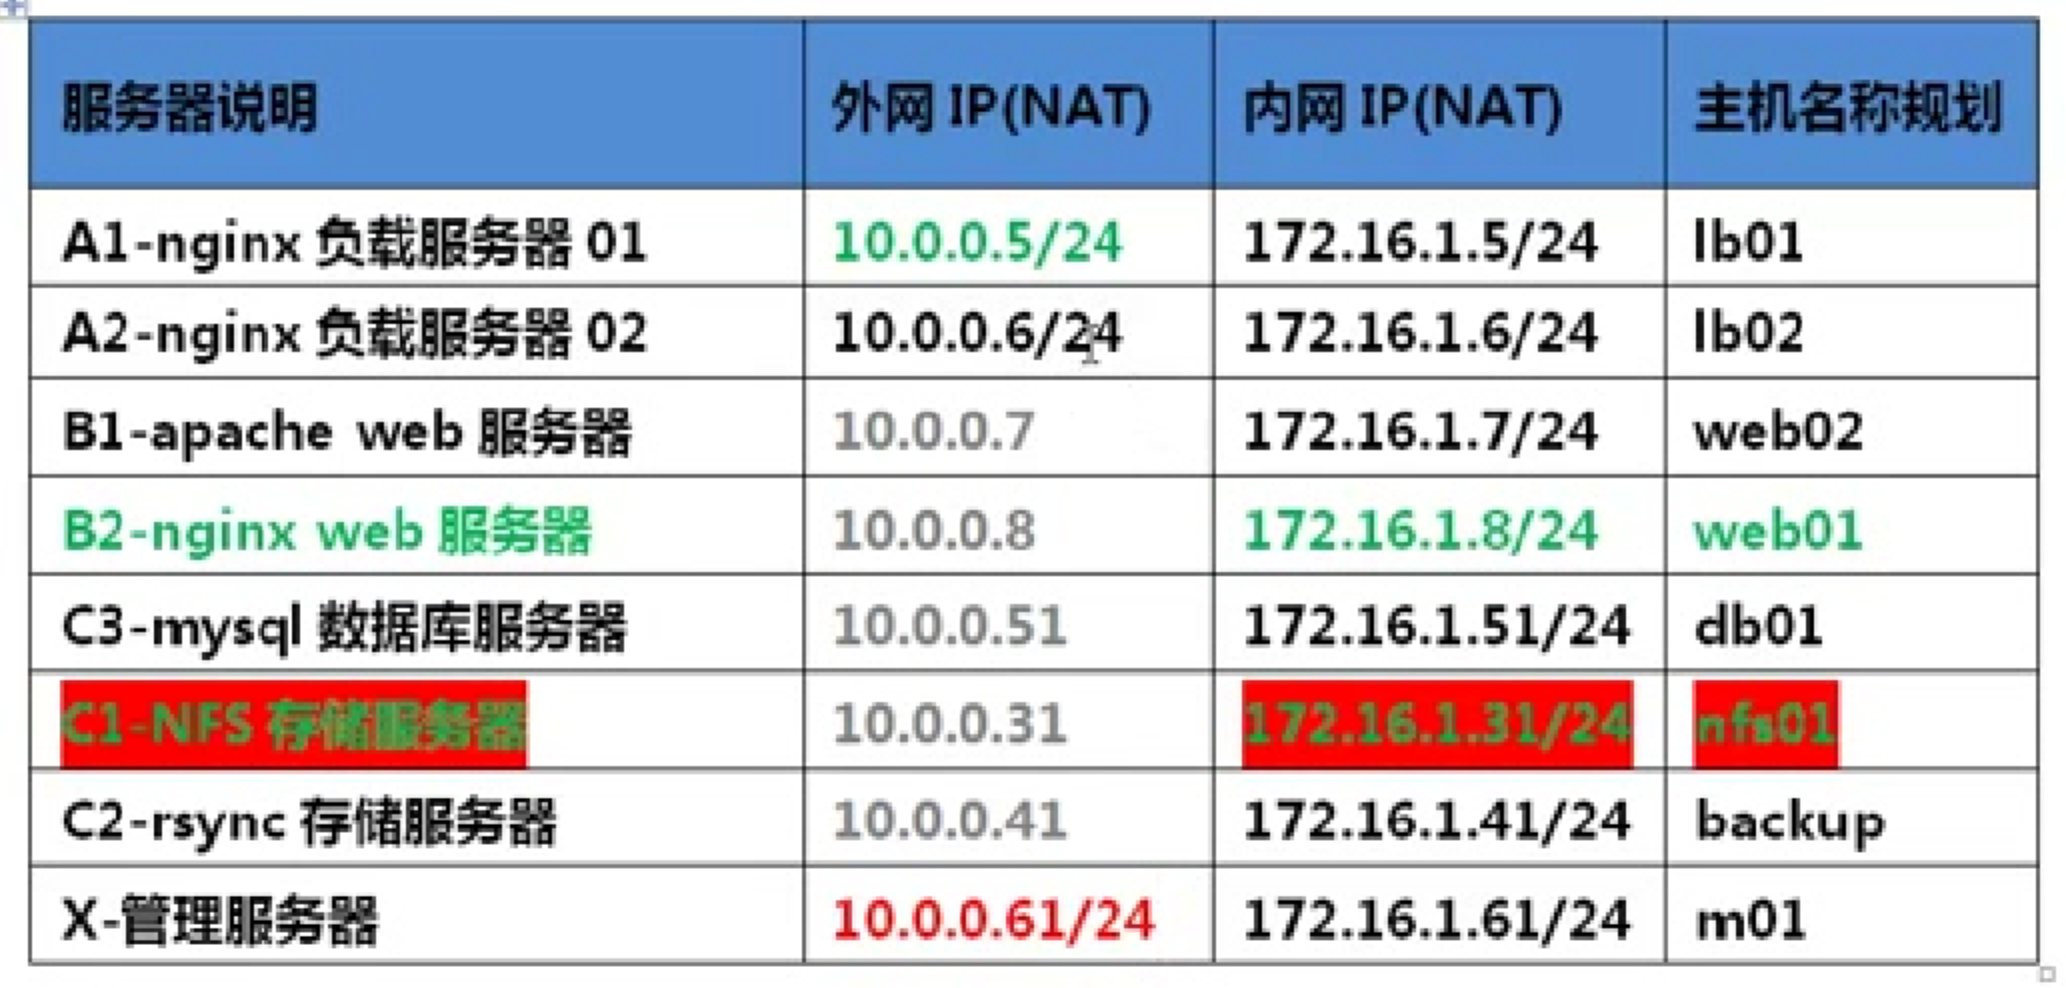 服务器说明 外网 IP(NAT) 内网 IP(NAT) 主机名称规划
A1-nginx 负载服务器 01 10.0.0.5/24 172.16.1.5/24 lb01
A2-nginx 负载服务器 02 10.0.0.6/24 172.16.1.6/24 lb02
B1-apache web 服务器 10.0.0.7 172.16.1.7/24 web02
B2-nginx web 服务器 10.0.0.8 172.16.1.8/24 web01
C3-mysql 数据库服务器 10.0.0.51 172.16.1.51/24 db01
C1-NFS 存储服务器 10.0.0.31 172.16.1.31/24 nfs01
C2-rsync 存储服务器 10.0.0.41 172.16.1.41/24 backup
X-管理服务器 10.0.0.61/24 172.16.1.61/24 m01